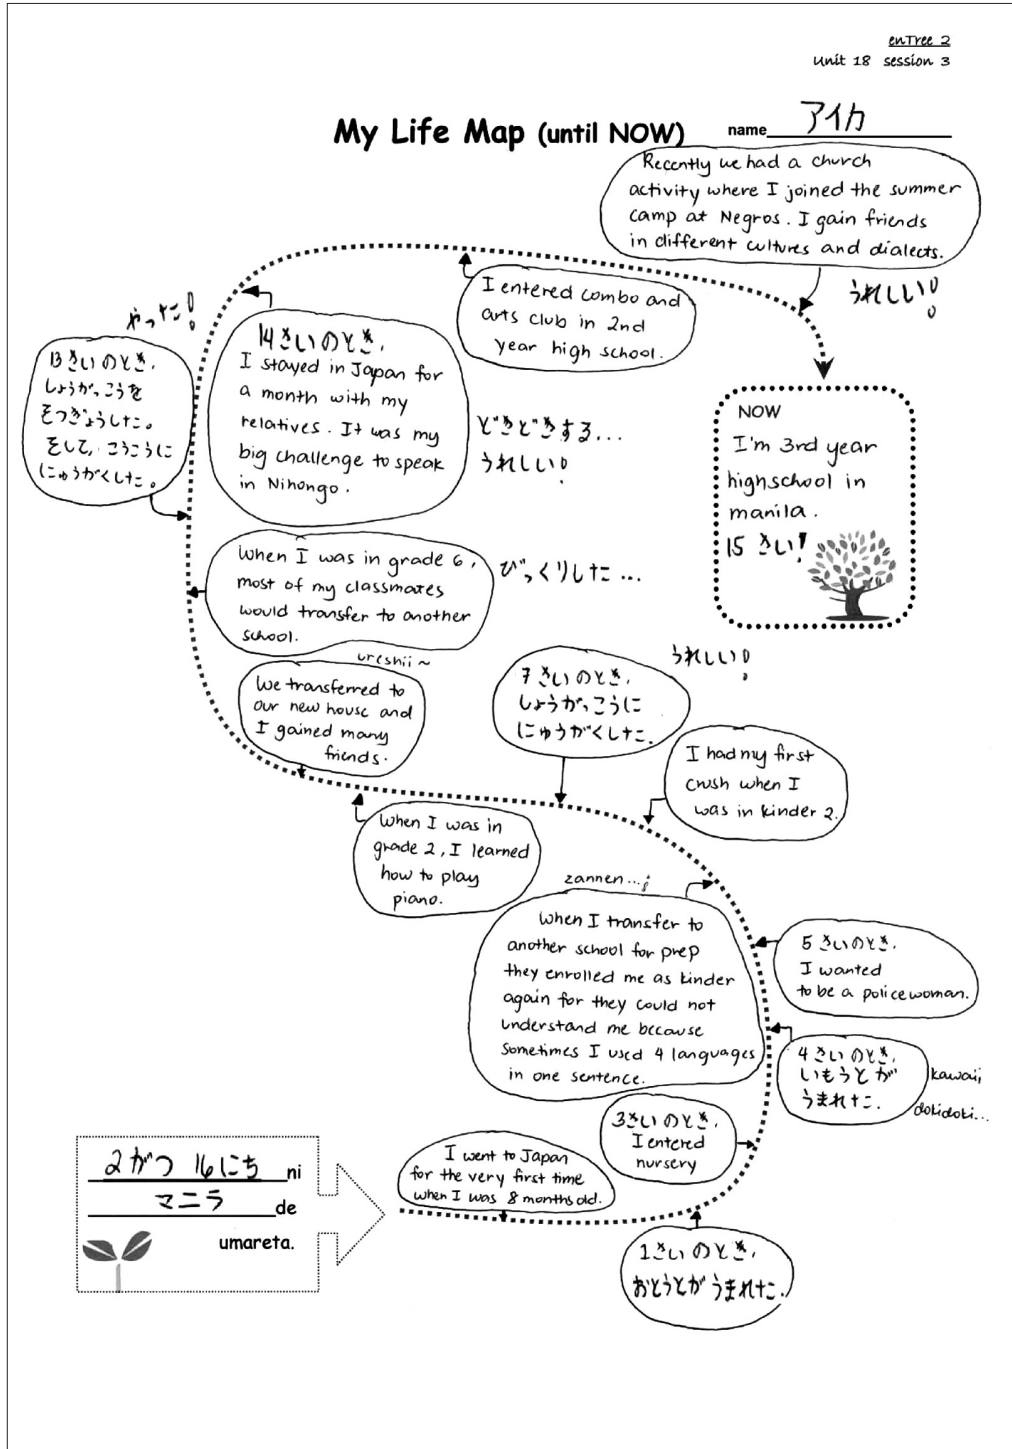 enTree 2
Unit 18 session 3
My Life Map (until NOW)
name アイカ
Recently we had a church
activity where I joined the summer
camp at Negros. I gain friends
in different cultures and dialects.
うれしい!
I entered combo and
arts club in 2nd
year high school.
やった!
13さいのとき、
しょうがっこうを
そつぎょうした。
そして、こうこうに
にゅうがくした。
14さいのとき、
I stayed in Japan for
a month with my
relatives. It was my
big challenge to speak
in Nihongo.
どきどきする...
うれしい!
NOW
I'm 3rd year
highschool in
manila.
15 さい!
When I was in grade 6,
most of my classmates
would transfer to another
school.
びっくりした...
ureshii ~
We transferred to
our new house and
I gained many
friends.
7さいのとき、
しょうがっこうに
にゅうがくした.
うれしい!
I had my first
crush when I
was in kinder 2.
When I was in
grade 2, I learned
how to play
piano.
zannen...;
When I transfer to
another school for prep
they enrolled me as kinder
again for they could not
understand me because
sometimes I used 4 languages
in one sentence.
5 さいのとき、
I wanted
to be a policewoman.
4さいのとき、
いもうとが
うまれた.
kawaii,
dokidoki...
3さいのとき、
I entered
nursery
I went to Japan
for the very first time
when I was 8 months old.
2がつ 16にち ni
マニラ de
umareta.
1さいのとき、
おとうとがうまれた.